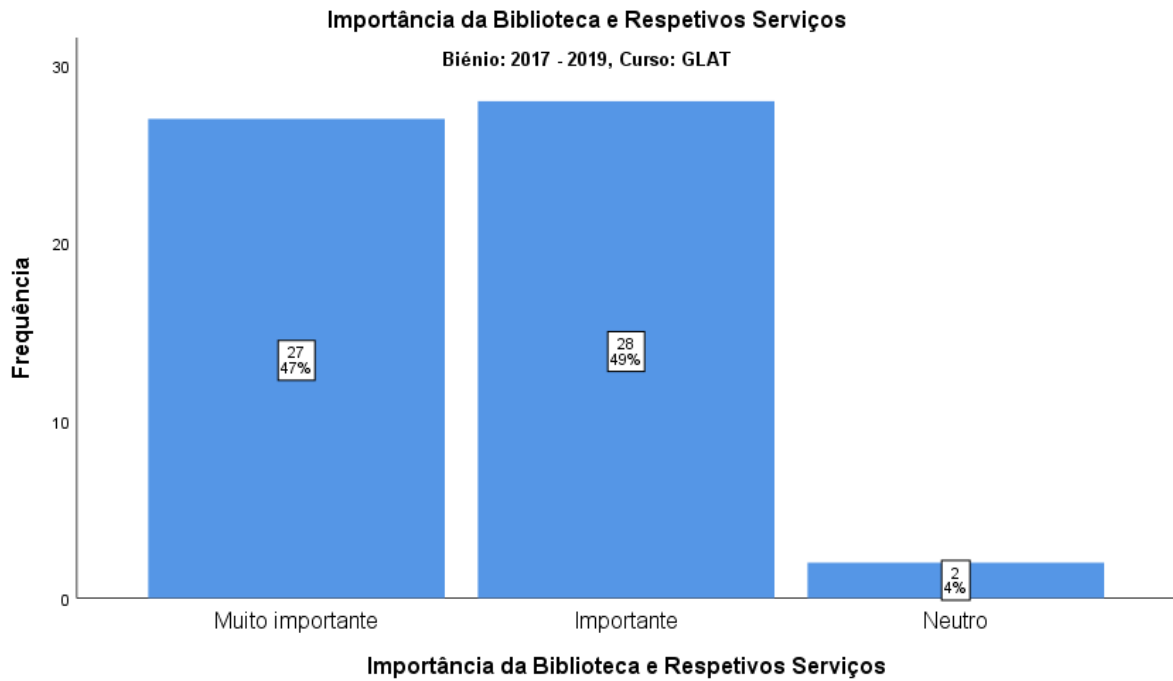 Importância da Biblioteca e Respetivos Serviços
Biénio: 2017 - 2019, Curso: GLAT
Frequência
30
20
10
0
27
47%
28
49%
2
4%
Muito importante
Importante
Neutro
Importância da Biblioteca e Respetivos Serviços